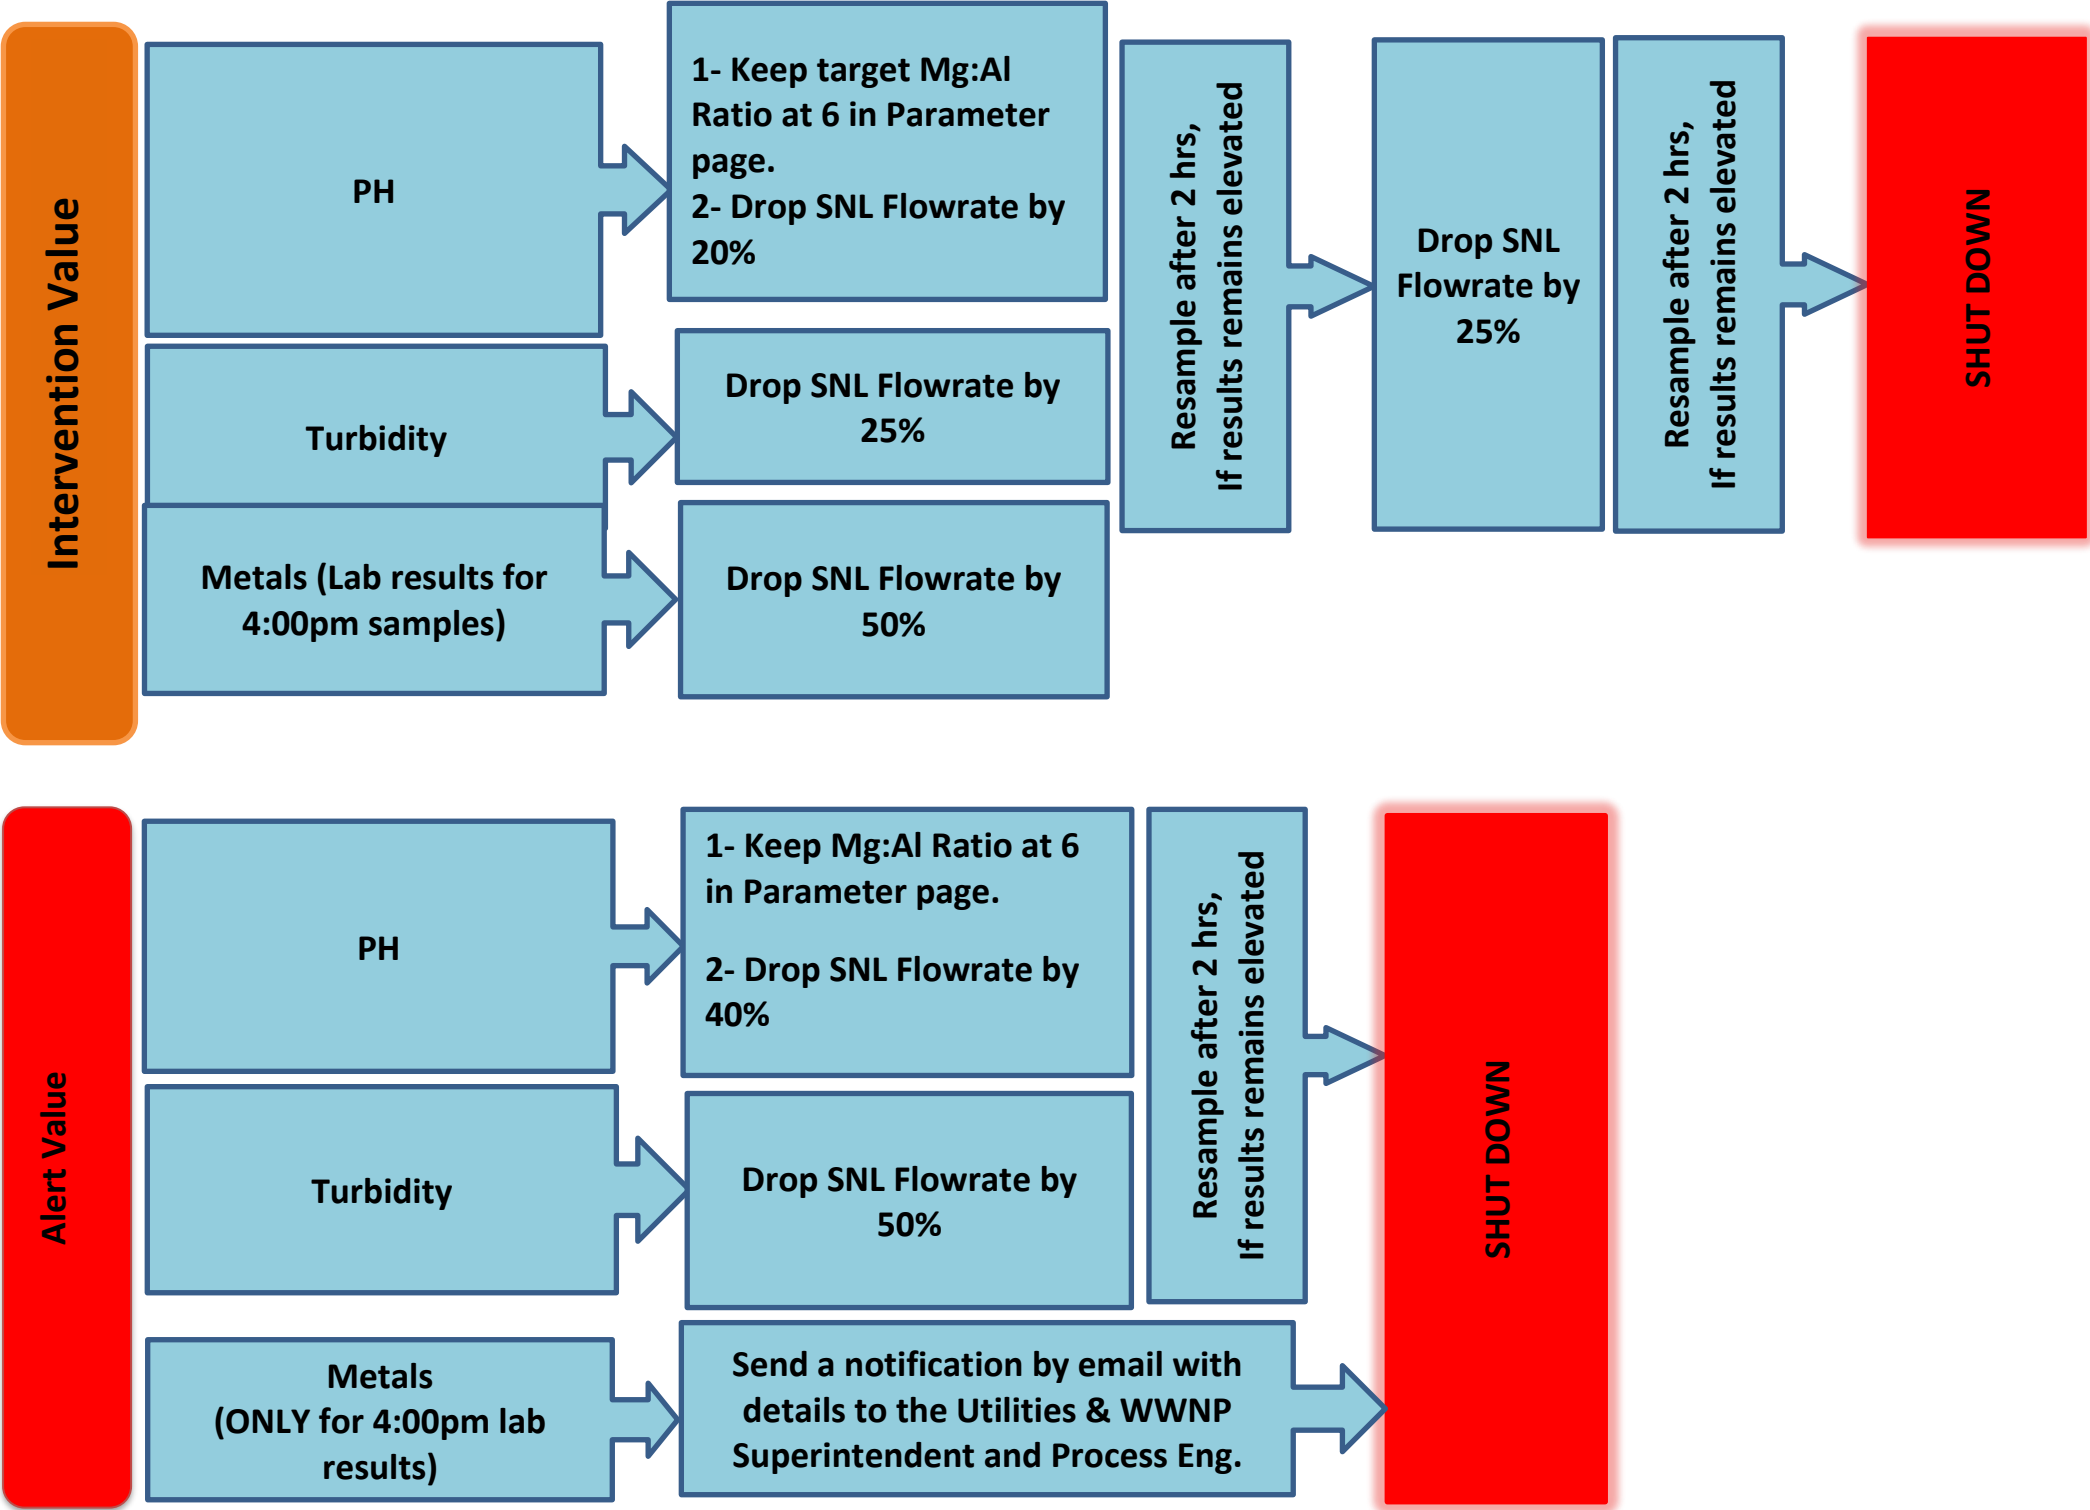 Intervention Value
PH
1- Keep target Mg:Al
Ratio at 6 in Parameter
page.
2- Drop SNL Flowrate by
20%
Turbidity
Drop SNL Flowrate by
25%
Metals (Lab results for
4:00pm samples)
Drop SNL Flowrate by
50%
Resample after 2 hrs,
If results remains elevated
Drop SNL
Flowrate by
25%
Resample after 2 hrs,
If results remains elevated
SHUT DOWN
Alert Value
PH
1- Keep Mg:Al Ratio at 6
in Parameter page.
2- Drop SNL Flowrate by
40%
Turbidity
Drop SNL Flowrate by
50%
Resample after 2 hrs,
If results remains elevated
Metals
(ONLY for 4:00pm lab
results)
Send a notification by email with
details to the Utilities & WWNP
Superintendent and Process Eng.
SHUT DOWN